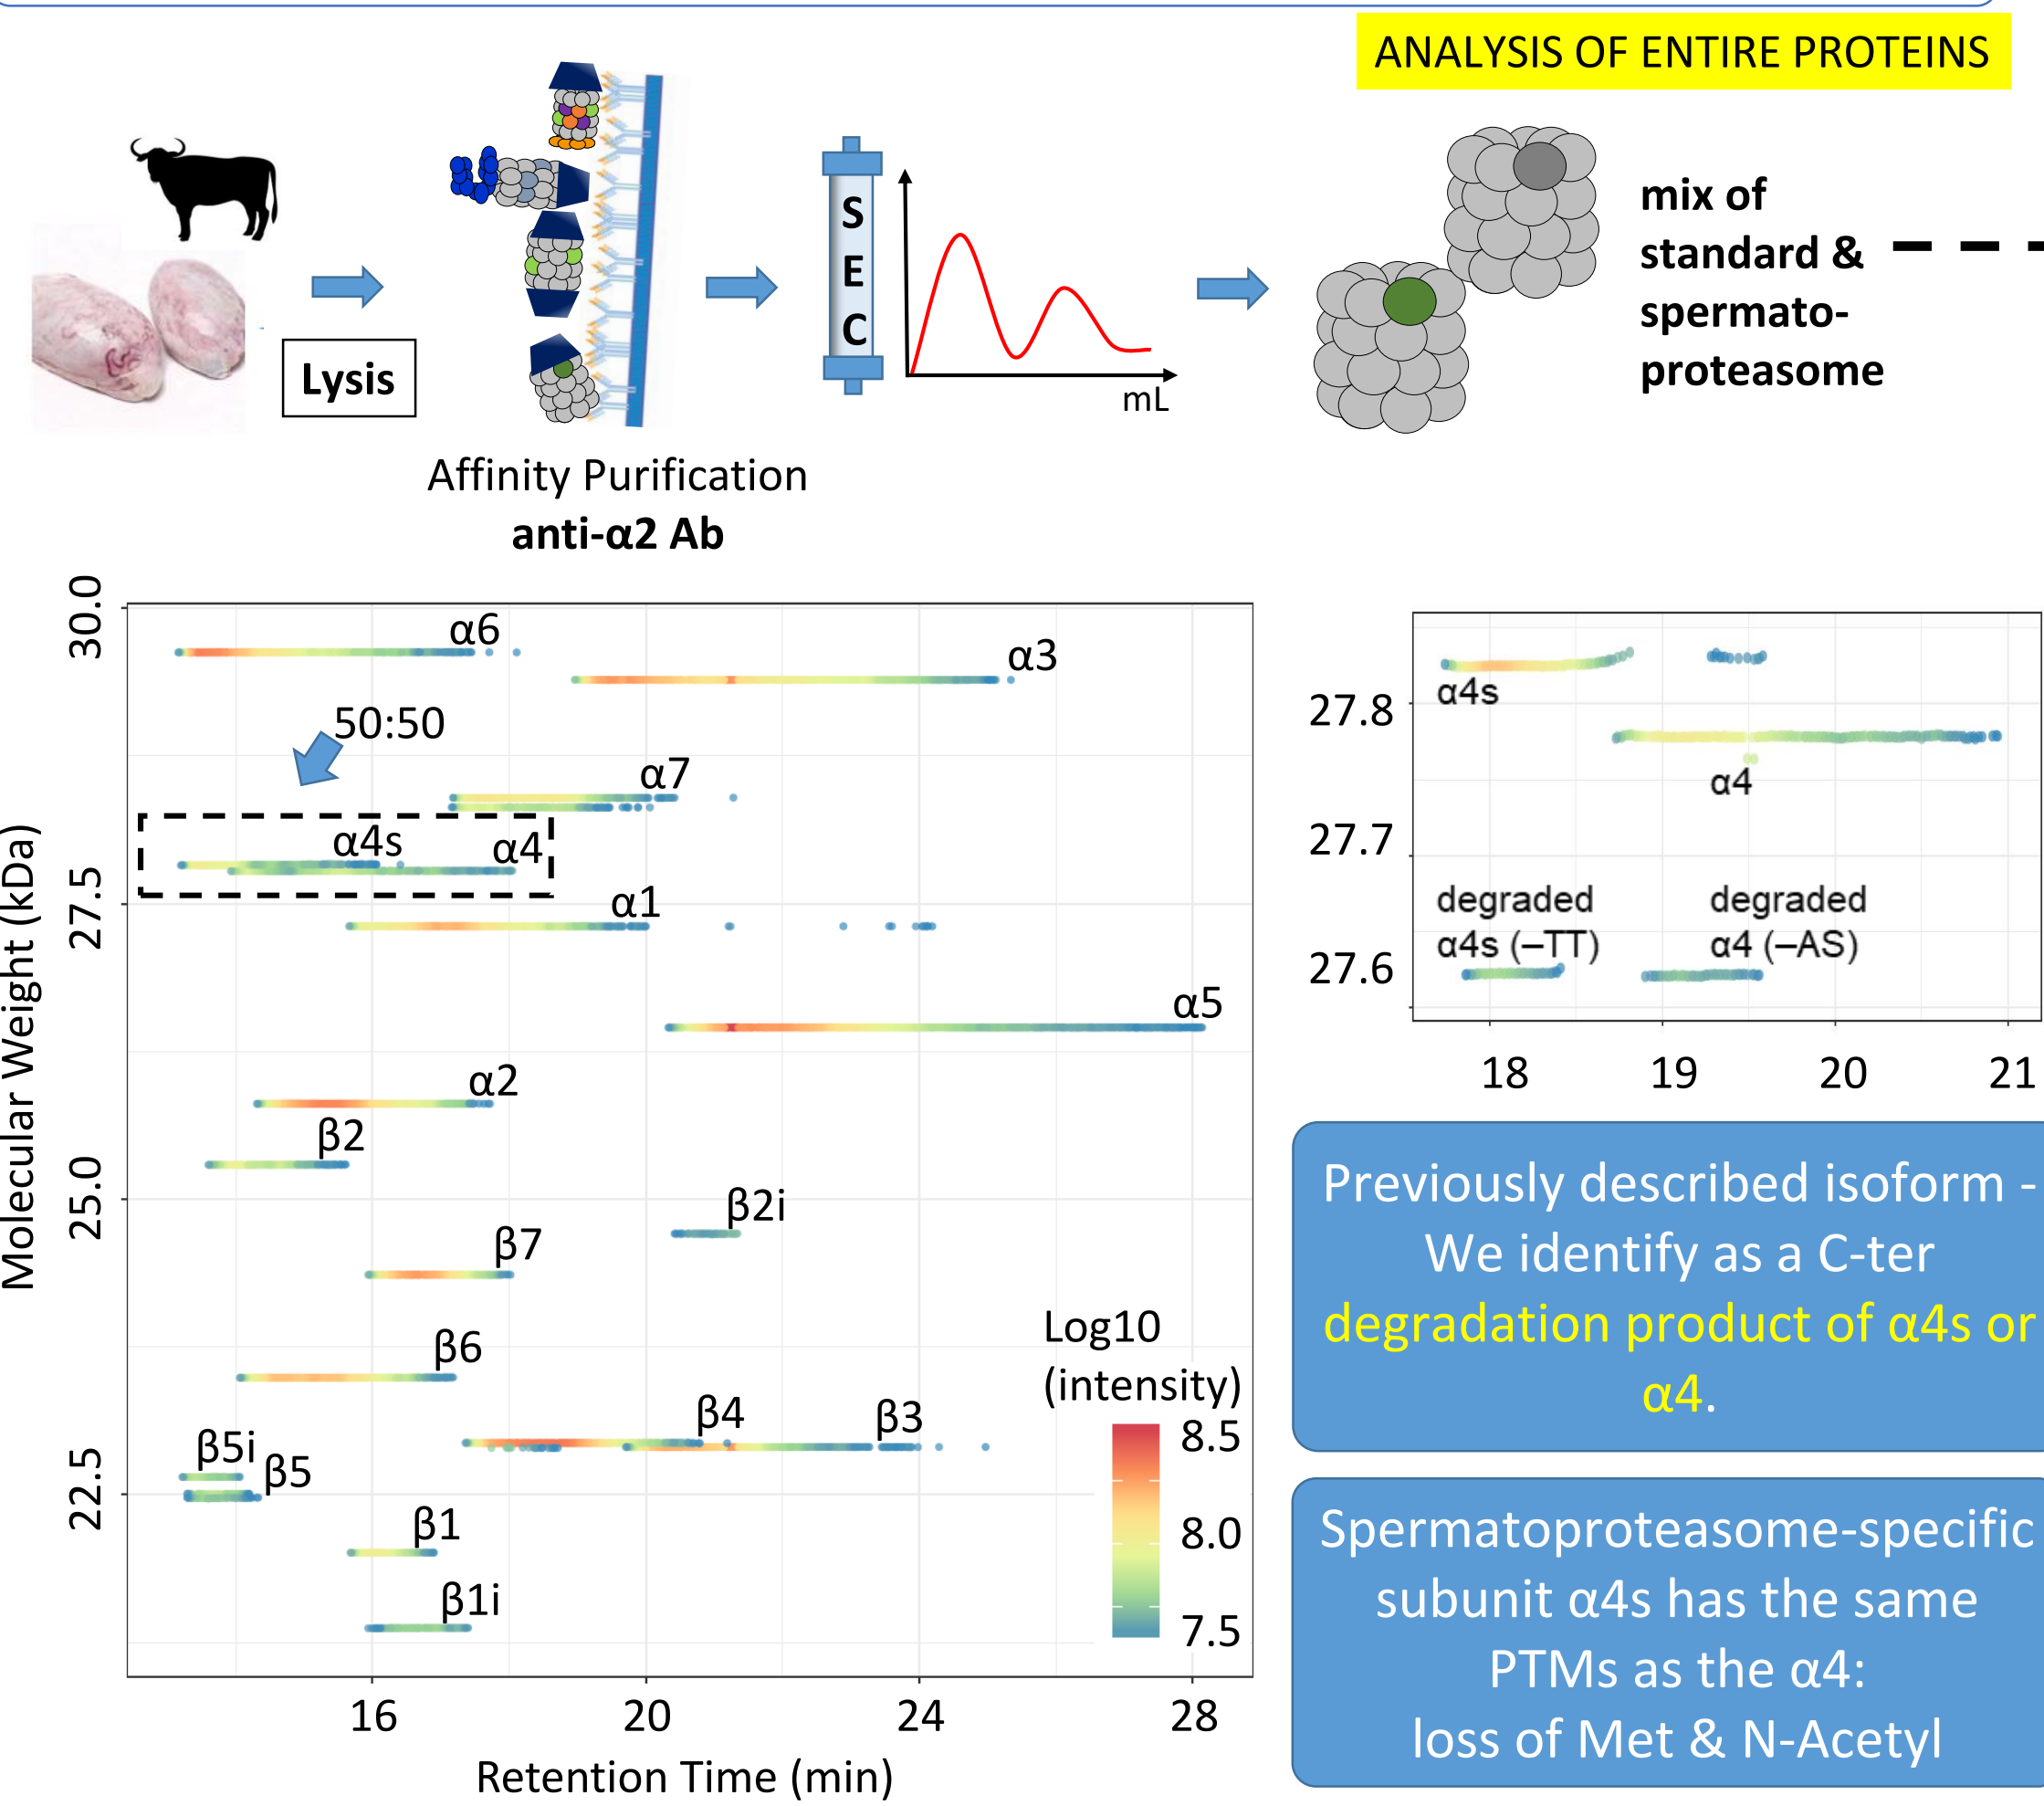 ANALYSIS OF ENTIRE PROTEINS
Lysis
Affinity Purification
anti-α2 Ab
S
E
C
mL
mix of
standard &
spermato-
proteasome
Molecular Weight (kDa)
30.0
27.5
25.0
22.5
α6
α3
50:50
α7
α4s
α4
α1
α5
α2
β2
β2i
β7
β6
β4
β3
β5i
β5
β1
β1i
Log10
(intensity)
8.5
8.0
7.5
16 20 24 28
Retention Time (min)
27.8
27.7
27.6
α4s
α4
degraded
α4s (–TT)
degraded
α4 (–AS)
18 19 20 21
Previously described isoform -
We identify as a C-ter
degradation product of α4s or
α4.
Spermatoproteasome-specific
subunit α4s has the same
PTMs as the α4:
loss of Met & N-Acetyl